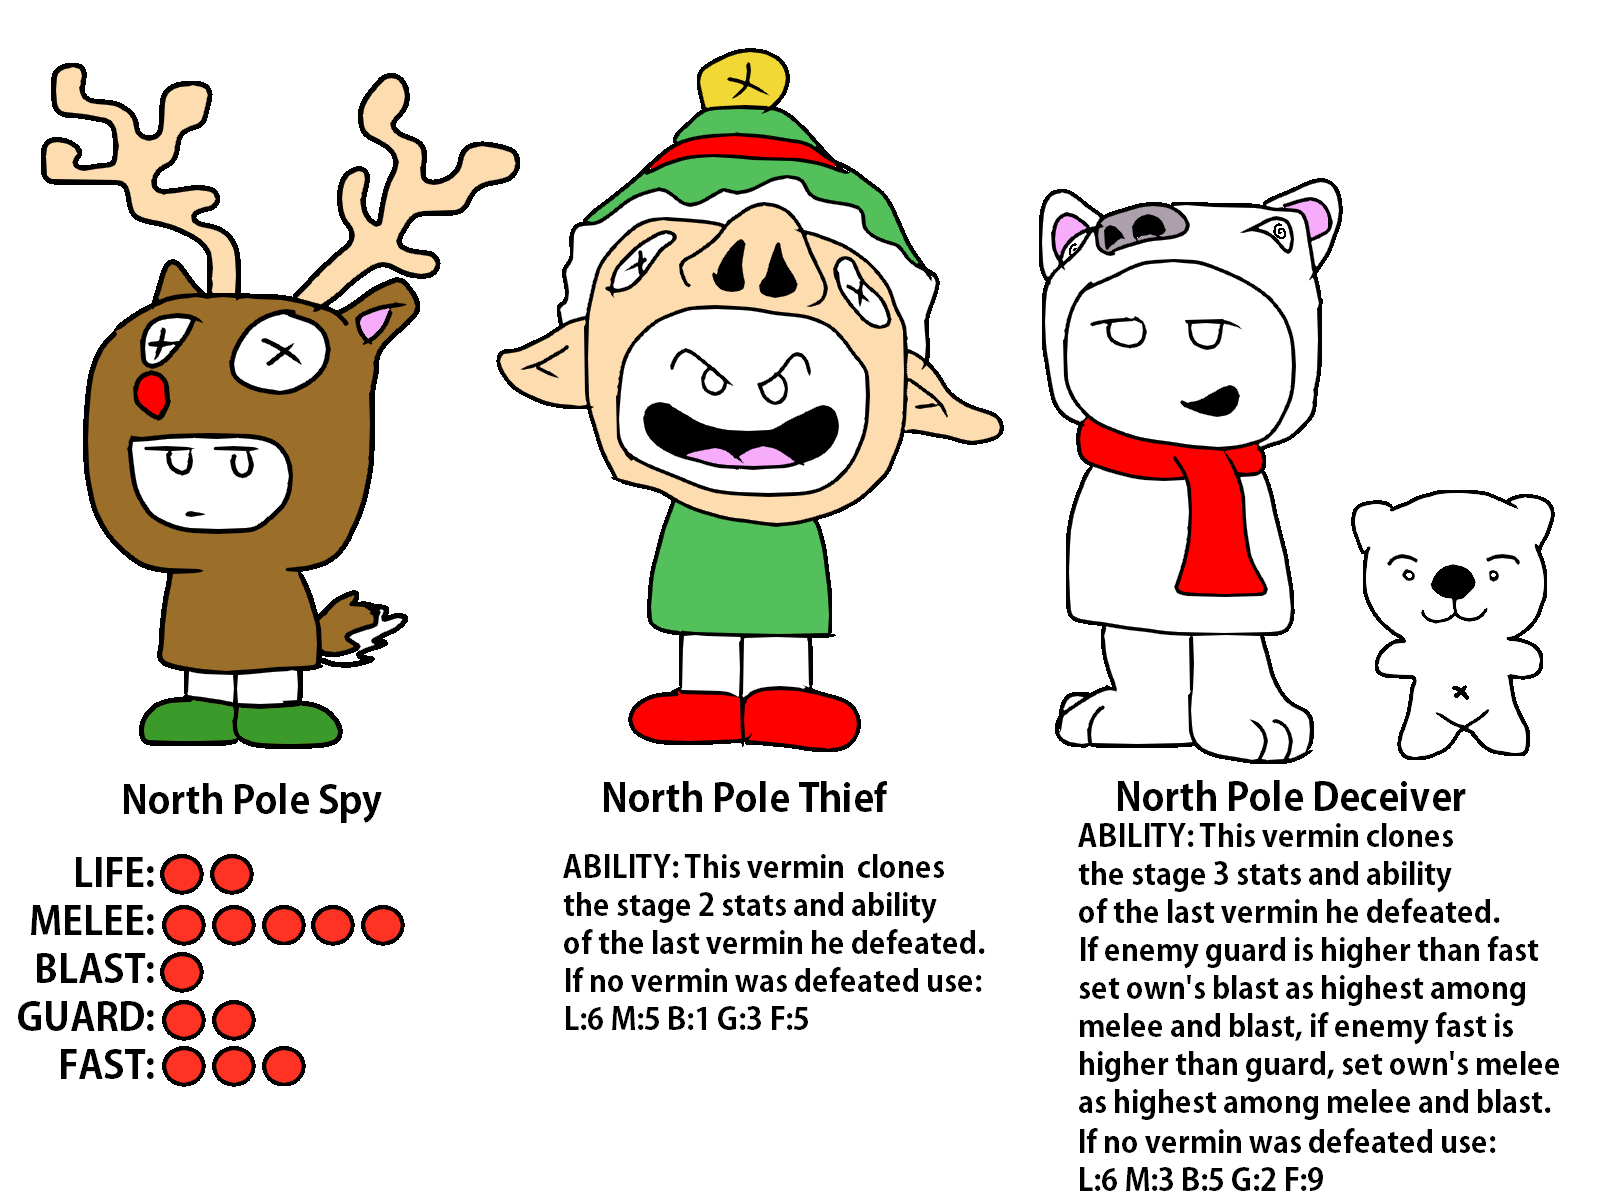 North Pole Spy
LIFE:
MELEE:
BLAST:
GUARD:
FAST:
North Pole Thief
ABILITY: This vermin clones
the stage 2 stats and ability
of the last vermin he defeated.
If no vermin was defeated use:
L:6 M:5 B:1 G:3 F:5
North Pole Deceiver
ABILITY: This vermin clones
the stage 3 stats and ability
of the last vermin he defeated.
If enemy guard is higher than fast
set own's blast as highest among
melee and blast, if enemy fast is
higher than guard, set own's melee
as highest among melee and blast.
If no vermin was defeated use:
L:6 M:3 B:5 G:2 F:9